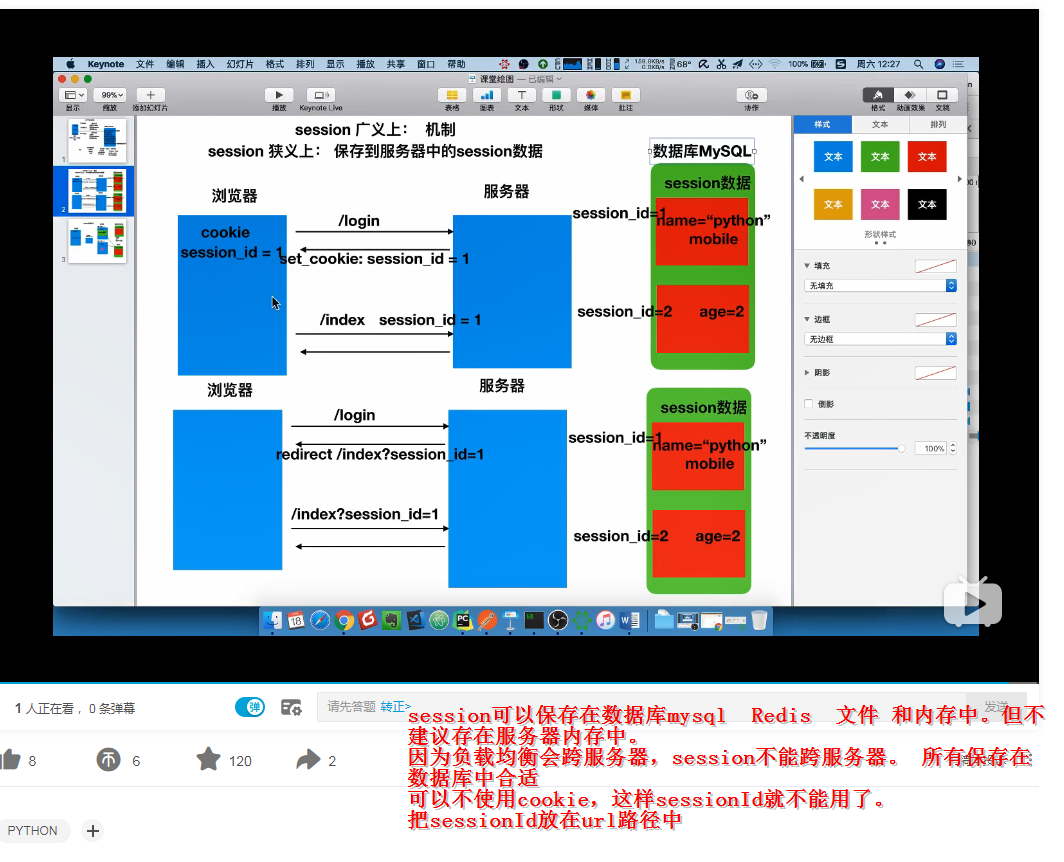 Keynote 文件 编辑 插入 幻灯片 格式 排列 显示 播放 共享 窗口 帮助
68° 100% 周六 12:27
课堂绘图 — 已编辑
99%
显示 缩放 添加幻灯片 播放 Keynote Live 表格 图表 文本 形状 媒体 批注 协作 格式 动画效果 文稿
1
2
3
session 广义上： 机制
session 狭义上： 保存到服务器中的session数据
数据库MySQL
浏览器
服务器
session数据
cookie
session_id = 1
/login
set_cookie: session_id = 1
/index session_id = 1
session_id=1
name=“python”
mobile
session_id=2 age=2
浏览器
服务器
session数据
/login
redirect /index?session_id=1
/index?session_id=1
session_id=1
name=“python”
mobile
session_id=2 age=2
样式 文本 排列
文本 文本 文本
文本 文本 文本
形状样式
填充
无填充
边框
无边框
阴影
倒影
不透明度
100%
18
1 人正在看， 0 条弹幕
弹
请先答题 转正>
发送
session可以保存在数据库mysql Redis 文件 和内存中。但不
建议存在服务器内存中。
因为负载均衡会跨服务器，session不能跨服务器。 所有保存在
数据库中合适
可以不使用cookie，这样sessionId就不能用了。
把sessionId放在url路径中
8 6 120 2
PYTHON